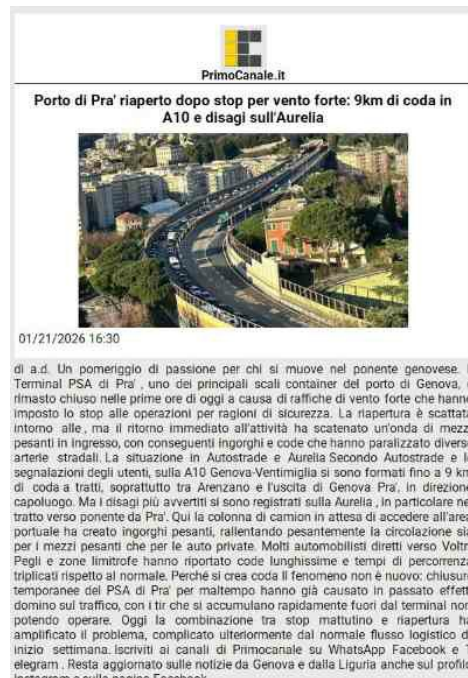 PrimoCanale.it
Porto di Pra' riaperto dopo stop per vento forte: 9km di coda in
A10 e disagi sull'Aurelia
01/21/2026 16:30
di a.d. Un pomeriggio di passione per chi si muove nel ponente genovese.
Terminal PSA di Pra' , uno dei principali scali container del porto di Genova,
rimasto chiuso nelle prime ore di oggi a causa di raffiche di vento forte che hanno
imposto lo stop alle operazioni per ragioni di sicurezza. La riapertura è scattata
intorno alle , ma il ritorno immediato all'attività ha scatenato un'onda di mezzi
pesanti in ingresso, con conseguenti ingorghi e code che hanno paralizzato diverse
arterie stradali. La situazione in Autostrade e Aurelia Secondo Autostrade e le
segnalazioni degli utenti, sulla A10 Genova-Ventimiglia si sono formati fino a 9 km
di coda a tratti, soprattutto tra Arenzano e l'uscita di Genova Pra', in direzione
capoluogo. Ma i disagi più avvertiti si sono registrati sulla Aurelia , in particolare nel
tratto verso ponente da Pra'. Qui la colonna di camion in attesa di accedere all'area
portuale ha creato ingorghi pesanti, rallentando pesantemente la circolazione sia
per i mezzi pesanti che per le auto private. Molti automobilisti diretti verso Voltri
Pegli e zone limitrofe hanno riportato code lunghissime e tempi di percorrenza
triplicati rispetto al normale. Perché si crea coda Il fenomeno non è nuovo: chiusure
temporanee del PSA di Pra' per maltempo hanno già causato in passato effetti
domino sul traffico, con i tir che si accumulano rapidamente fuori dal terminal non
potendo operare. Oggi la combinazione tra stop mattutino e riapertura ha
amplificato il problema, complicato ulteriormente dal normale flusso logistico di
inizio settimana. Iscriviti ai canali di Primocanale su WhatsApp Facebook e T
elegram . Resta aggiornato sulle notizie da Genova e dalla Liguria anche sul profilo
Instagram e sulla pagina Facebook